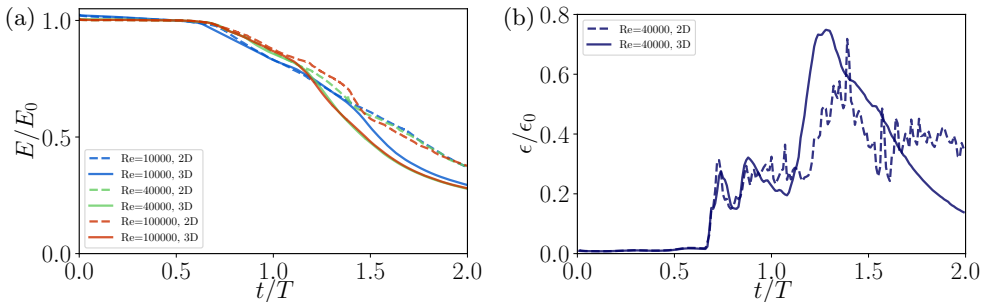 (a)
E/E₀
1.0
0.5
0.0
0.0 0.5 1.0 1.5 2.0
t/T
Re=10000, 2D
Re=10000, 3D
Re=40000, 2D
Re=40000, 3D
Re=100000, 2D
Re=100000, 3D
(b)
ϵ/ϵ₀
0.8
0.6
0.4
0.2
0.0
0.0 0.5 1.0 1.5 2.0
t/T
Re=40000, 2D
Re=40000, 3D